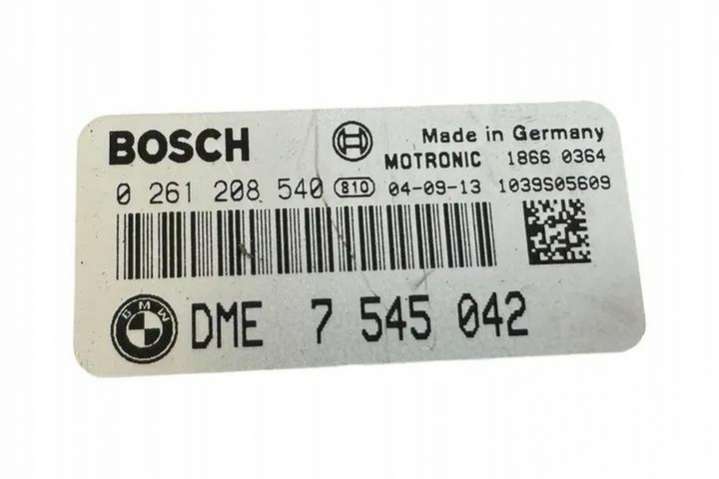 BOSCH Made in Germany
MOTRONIC 1866 0364
0 261 208 540 810 04-09-13 1039S05609
BMW DME 7 545 042